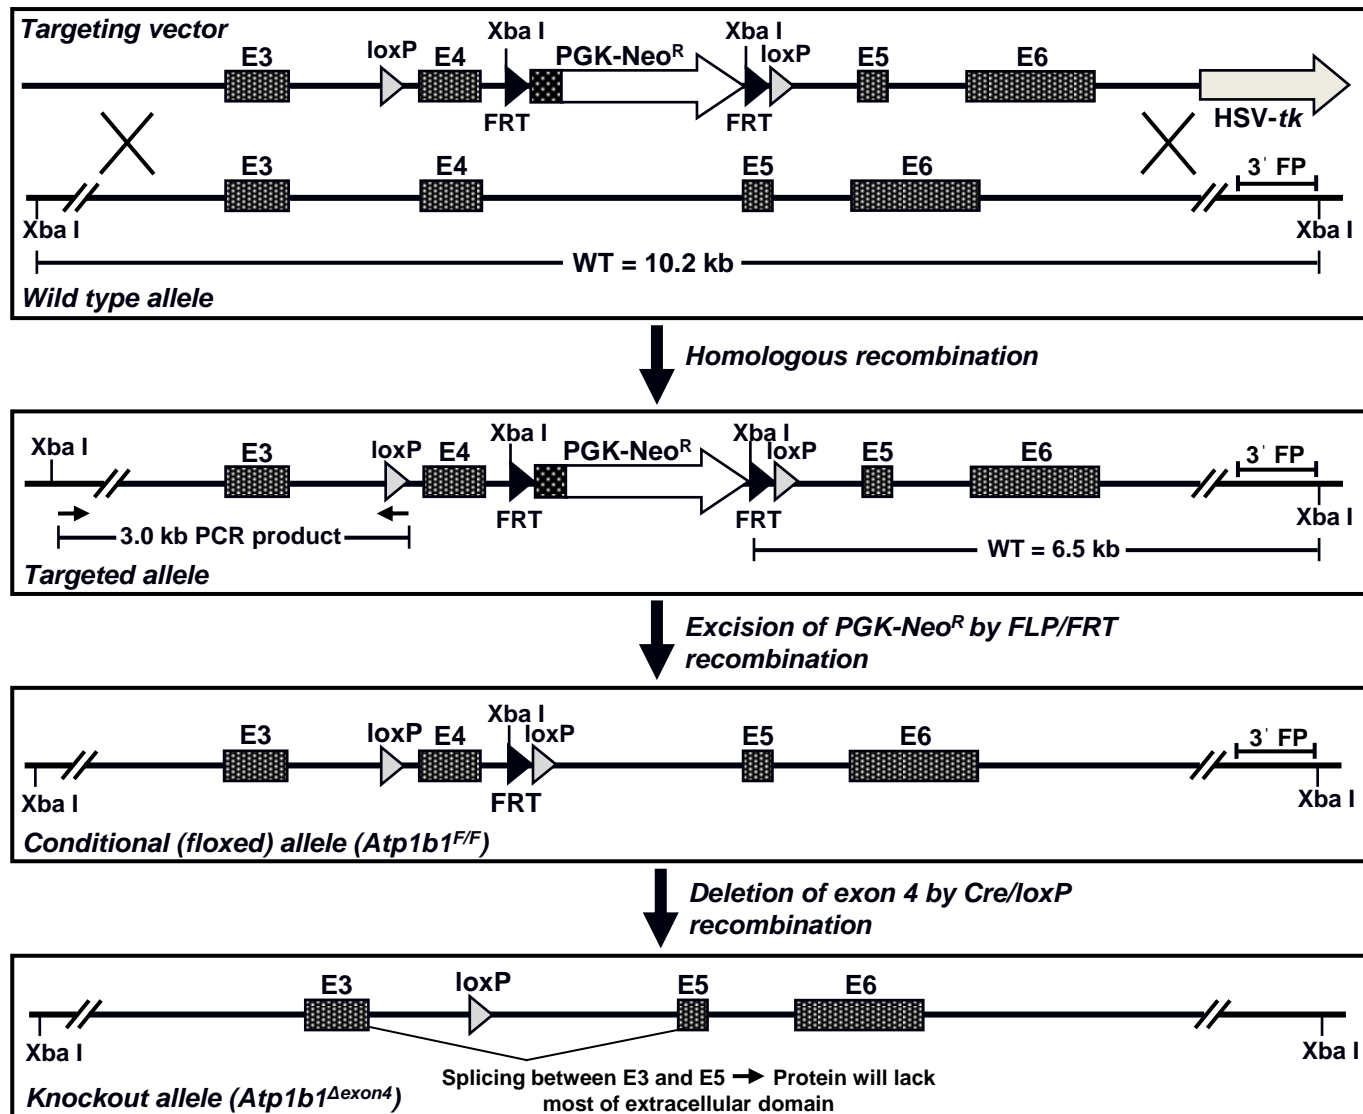 Targeting vector
E3
loxP
E4
Xba I
PGK-Neo^R
Xba I
loxP
E5
E6
FRT
FRT
HSV-tk
E3
E4
E5
E6
3' FP
Xba I
Xba I
WT = 10.2 kb
Wild type allele
Homologous recombination
Xba I
E3
loxP
E4
Xba I
PGK-Neo^R
Xba I
loxP
E5
E6
3' FP
FRT
FRT
Xba I
3.0 kb PCR product
WT = 6.5 kb
Targeted allele
Excision of PGK-Neo^R by FLP/FRT
recombination
E3
loxP
E4
Xba I
loxP
E5
E6
3' FP
Xba I
FRT
Xba I
Conditional (floxed) allele (Atp1b1^F/F)
Deletion of exon 4 by Cre/loxP
recombination
E3
loxP
E5
E6
Xba I
Xba I
Splicing between E3 and E5 → Protein will lack
most of extracellular domain
Knockout allele (Atp1b1^Δexon4)